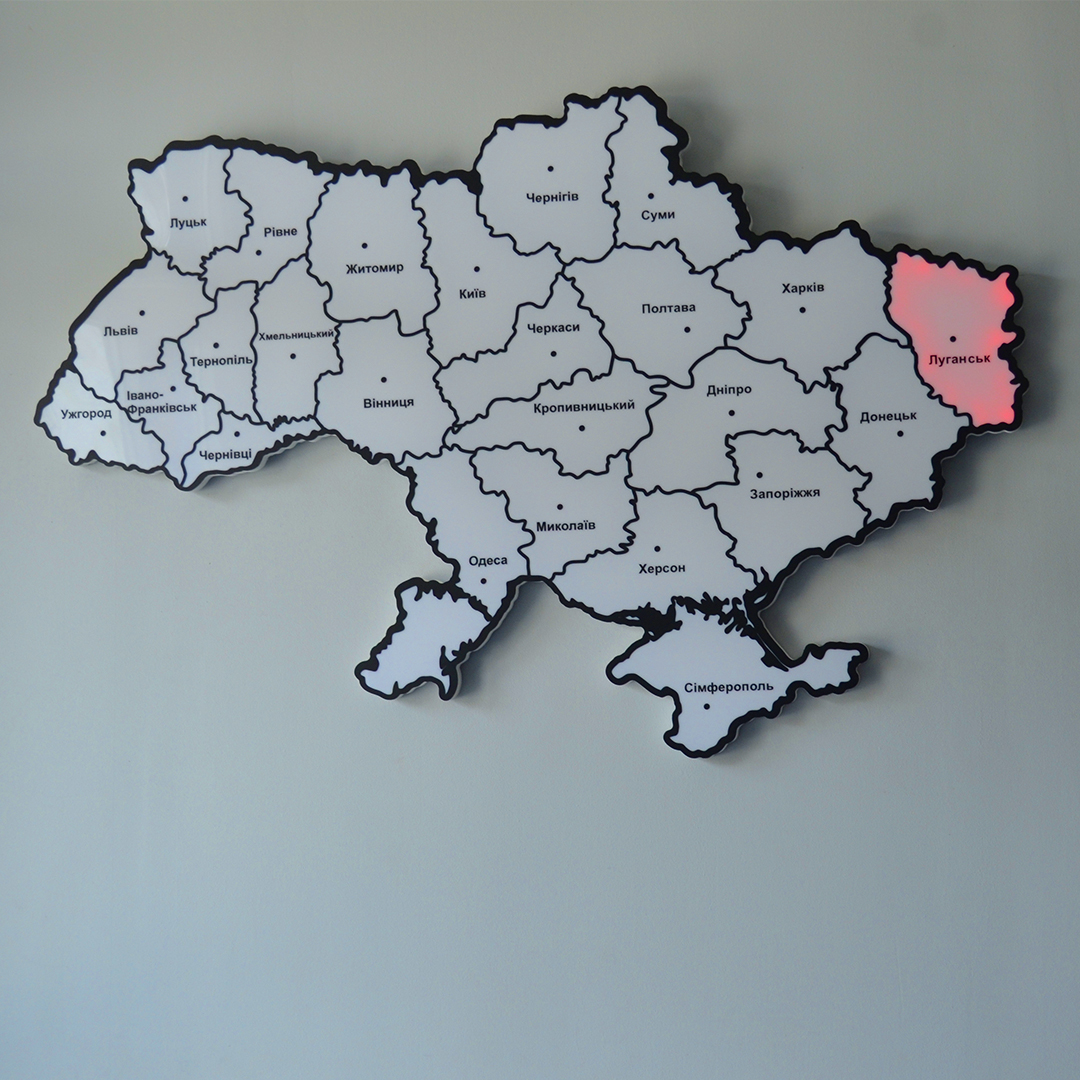 Чернігів
Суми
Луцьк
Рівне
Житомир
Київ
Харків
Полтава
Черкаси
Львів
Хмельницький
Тернопіль
Луганськ
Дніпро
Івано-
Франківськ
Вінниця
Кропивницький
Ужгород
Донецьк
Чернівці
Запоріжжя
Миколаїв
Одеса
Херсон
Сімферополь